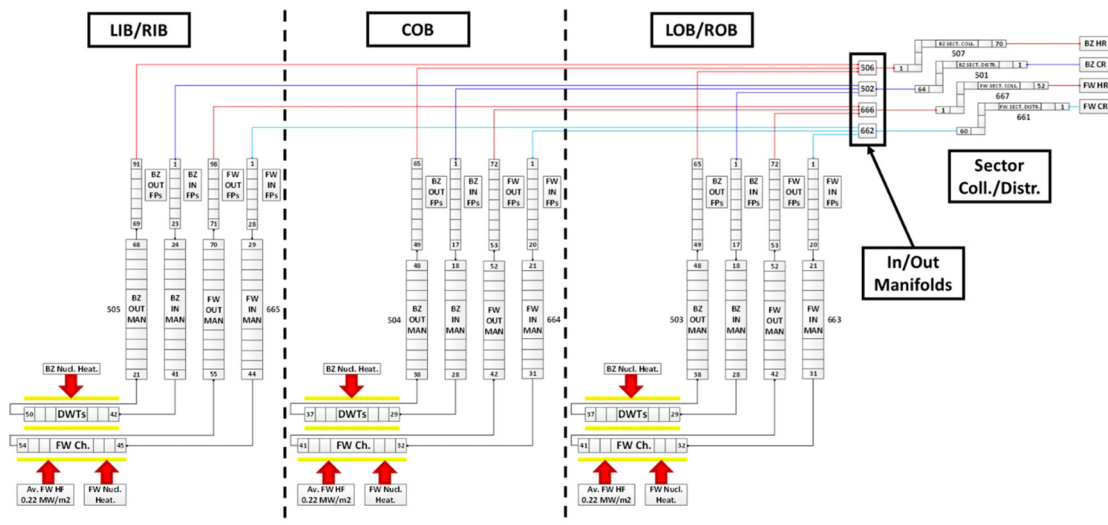 LIB/RIB
COB
LOB/ROB
BZ SECT. COLL. 70
1
507
BZ HR
BZ SECT. DISTR. 1
64
501
BZ CR
FW SECT. COLL. 52
1
667
FW HR
FW SECT. DISTR. 1
60
661
FW CR
506
502
666
662
Sector
Coll./Distr.
In/Out
Manifolds
91 1 98 1
BZ OUT FPs
BZ IN FPs
FW OUT FPs
FW IN FPs
69 23 71 28
68 24 70 29
505
BZ OUT MAN
BZ IN MAN
FW OUT MAN
FW IN MAN
665
21 41 55 44
BZ Nucl. Heat.
50 DWTs 42
54 FW Ch. 45
Av. FW HF
0.22 MW/m2
FW Nucl.
Heat.
65 1 72 1
BZ OUT FPs
BZ IN FPs
FW OUT FPs
FW IN FPs
49 17 53 20
48 18 52 21
504
BZ OUT MAN
BZ IN MAN
FW OUT MAN
FW IN MAN
664
38 28 42 31
BZ Nucl. Heat.
37 DWTs 29
41 FW Ch. 32
Av. FW HF
0.22 MW/m2
FW Nucl.
Heat.
65 1 72 1
BZ OUT FPs
BZ IN FPs
FW OUT FPs
FW IN FPs
49 17 53 20
48 18 52 21
503
BZ OUT MAN
BZ IN MAN
FW OUT MAN
FW IN MAN
663
38 28 42 31
BZ Nucl. Heat.
37 DWTs 29
41 FW Ch. 32
Av. FW HF
0.22 MW/m2
FW Nucl.
Heat.